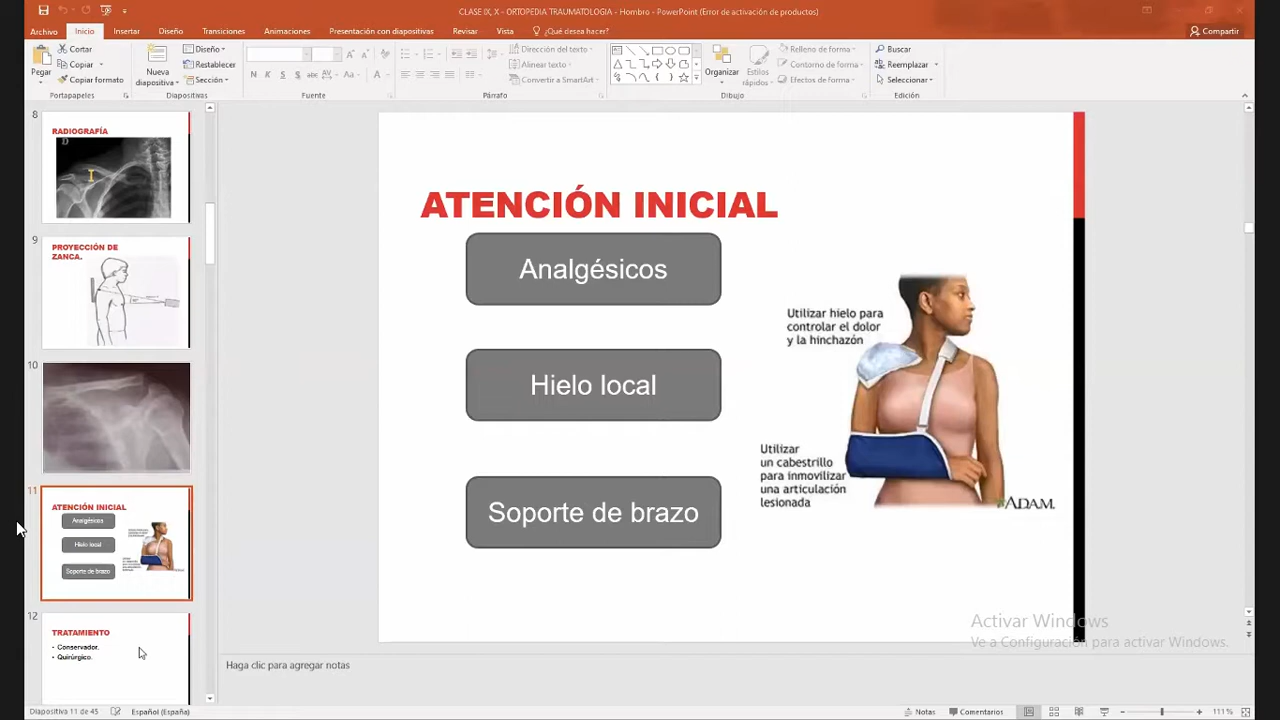 CLASE IX, X - ORTOPEDIA TRAUMATOLOGIA - Hombro - PowerPoint (Error de activación de productos)
Archivo
Inicio
Insertar
Diseño
Transiciones
Animaciones
Presentación con diapositivas
Revisar
Vista
¿Qué desea hacer?
Compartir
Pegar
Cortar
Copiar
Copiar formato
Portapapeles
Nueva
diapositiva
Diseño
Restablecer
Sección
Diapositivas
N K S S abc AV Aa A
Fuente
Dirección del texto
Alinear texto
Convertir a SmartArt
Párrafo
Organizar
Estilos
rápidos
Relleno de forma
Contorno de forma
Efectos de forma
Dibujo
Buscar
Reemplazar
Seleccionar
Edición
8
RADIOGRAFÍA
D
9
PROYECCIÓN DE
ZANCA.
10
11
ATENCIÓN INICIAL
Analgésicos
Hielo local
Soporte de brazo
12
TRATAMIENTO
• Conservador.
• Quirúrgico.
ATENCIÓN INICIAL
Analgésicos
Hielo local
Soporte de brazo
Utilizar hielo para
controlar el dolor
y la hinchazón
Utilizar
un cabestrillo
para inmovilizar
una articulación
lesionada
ADAM.
Activar Windows
Ve a Configuración para activar Windows.
Haga clic para agregar notas
Diapositiva 11 de 45
Español (España)
Notas
Comentarios
111%